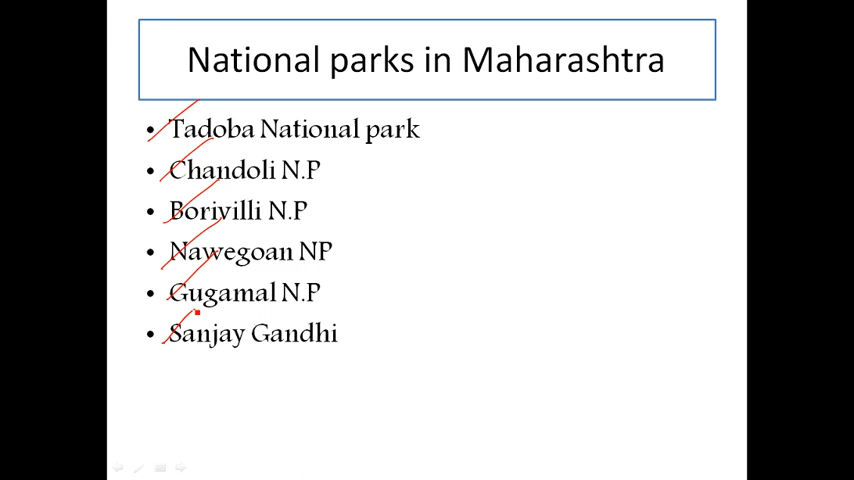 National parks in Maharashtra
• Tadoba National park
• Chandoli N.P
• Borivilli N.P
• Nawegoan NP
• Gugamal N.P
• Sanjay Gandhi